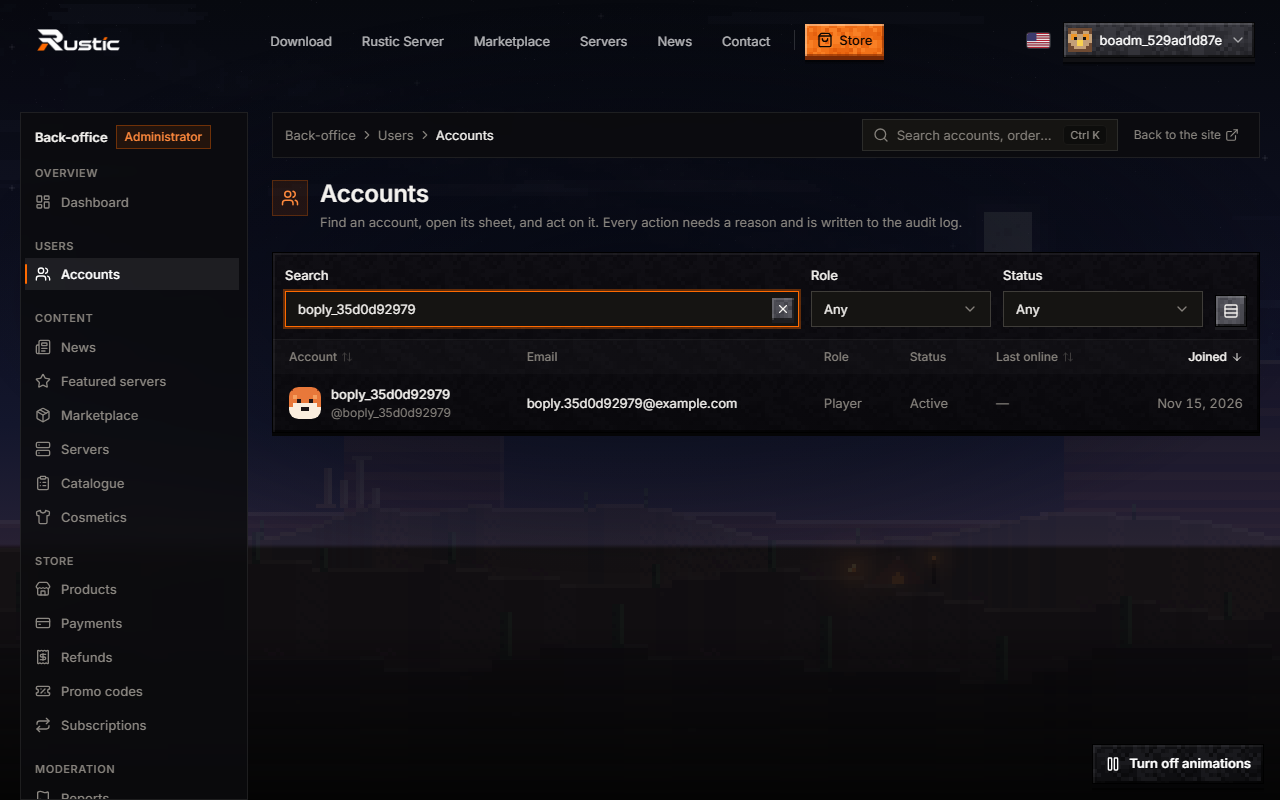 Rustic
Download
Rustic Server
Marketplace
Servers
News
Contact
Store
boadm_529ad1d87e
Back-office
Administrator
OVERVIEW
Dashboard
USERS
Accounts
CONTENT
News
Featured servers
Marketplace
Servers
Catalogue
Cosmetics
STORE
Products
Payments
Refunds
Promo codes
Subscriptions
MODERATION
Reports
Back-office > Users > Accounts
Search accounts, order...
Ctrl K
Back to the site
Accounts
Find an account, open its sheet, and act on it. Every action needs a reason and is written to the audit log.
Search
Role
Status
boply_35d0d92979
Any
Any
Account
Email
Role
Status
Last online
Joined
boply_35d0d92979
@boply_35d0d92979
boply.35d0d92979@example.com
Player
Active
—
Nov 15, 2026
Turn off animations